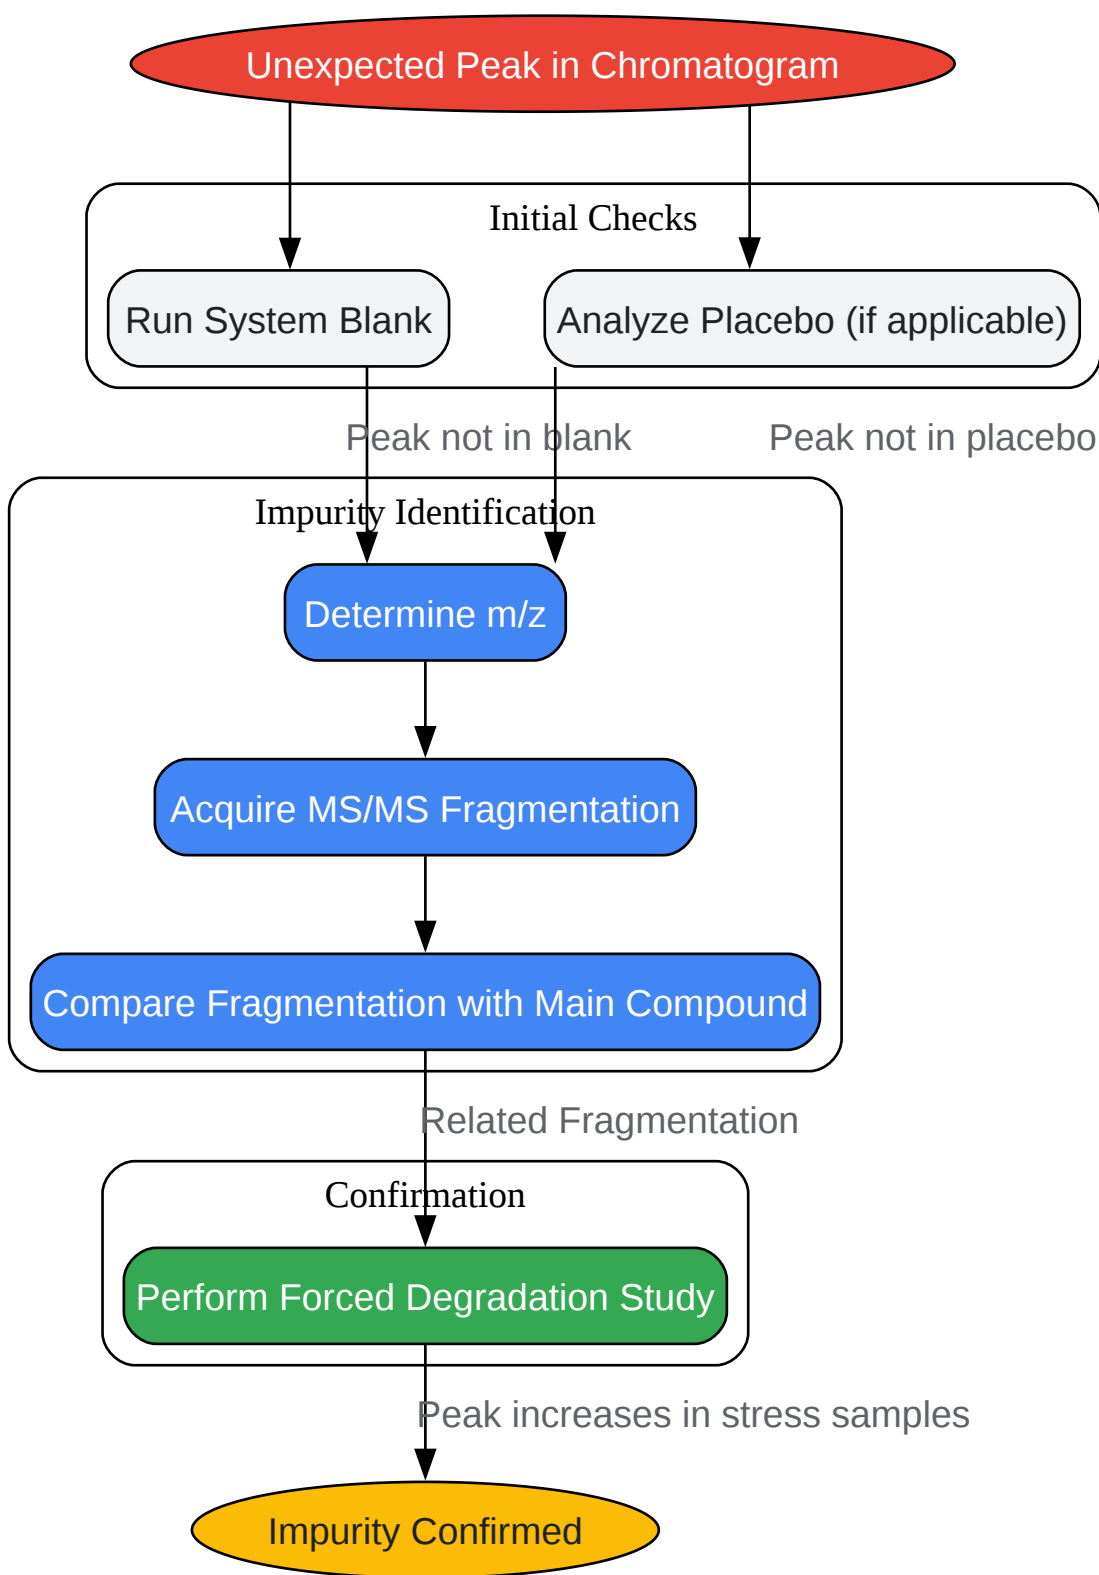 Unexpected Peak in Chromatogram
Initial Checks
Run System Blank
Analyze Placebo (if applicable)
Peak not in blank
Peak not in placebo
Impurity Identification
Determine m/z
Acquire MS/MS Fragmentation
Compare Fragmentation with Main Compound
Related Fragmentation
Confirmation
Perform Forced Degradation Study
Peak increases in stress samples
Impurity Confirmed